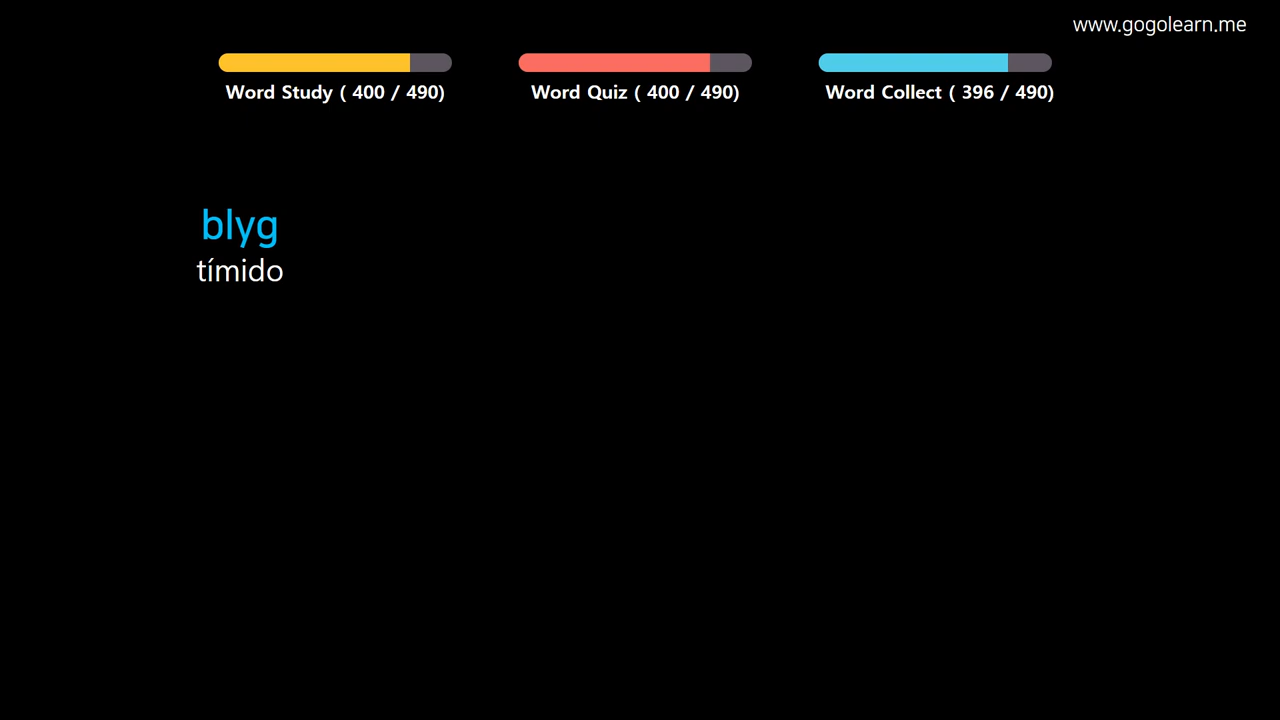 www.gogolearn.me
Word Study ( 400 / 490)
Word Quiz ( 400 / 490)
Word Collect ( 396 / 490)
blyg
tímido